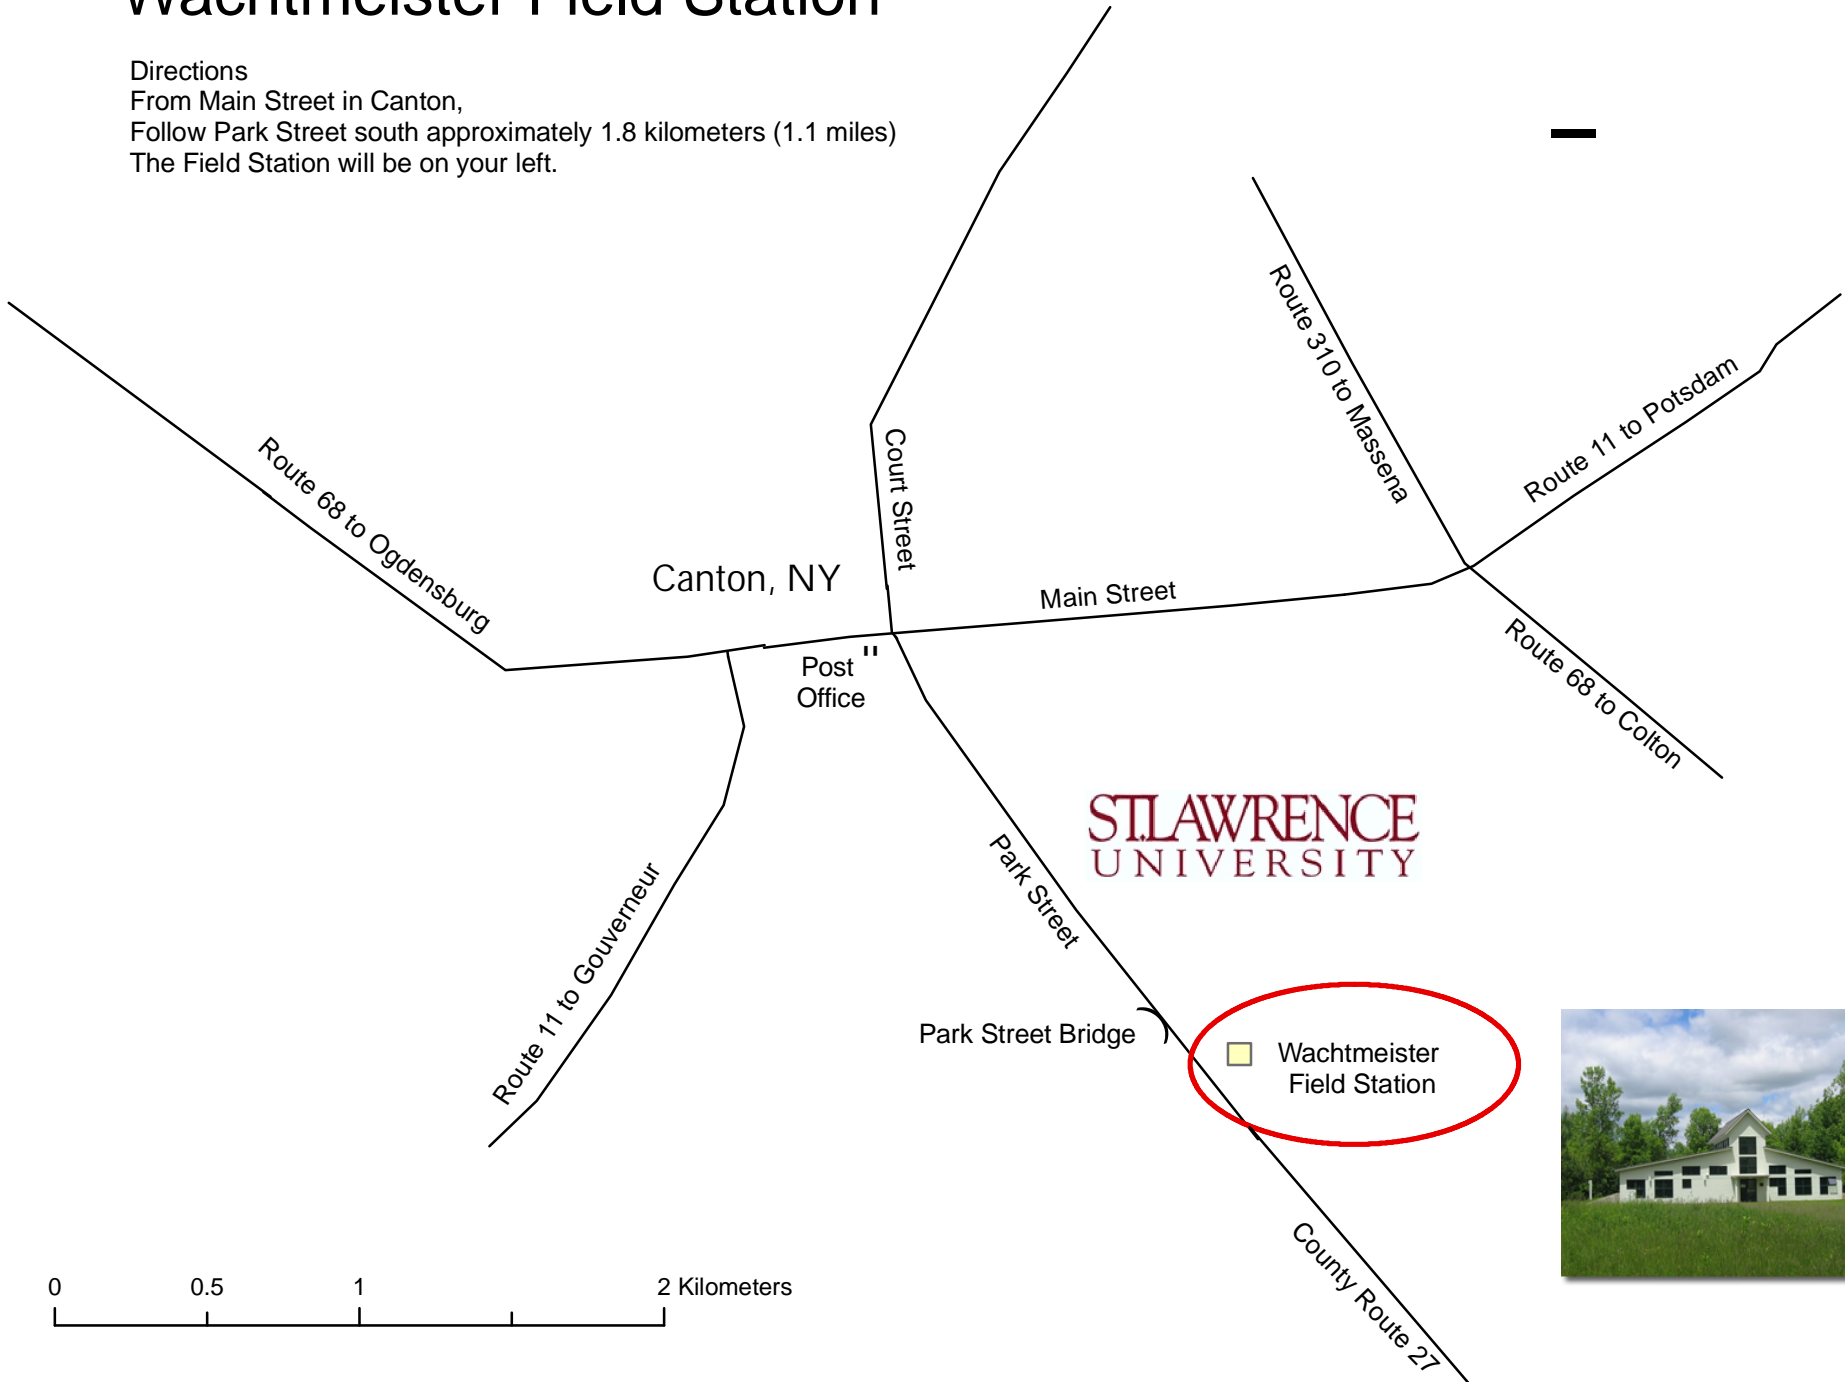 Wachtmeister Field Station
Directions
From Main Street in Canton,
Follow Park Street south approximately 1.8 kilometers (1.1 miles)
The Field Station will be on your left.
Route 310 to Massena
Route 11 to Potsdam
Court Street
Route 68 to Ogdensburg
Canton, NY
Main Street
Post
Office
Route 68 to Colton
ST.LAWRENCE
UNIVERSITY
Park Street
Route 11 to Gouverneur
Park Street Bridge
Wachtmeister
Field Station
County Route 27
0 0.5 1 2 Kilometers